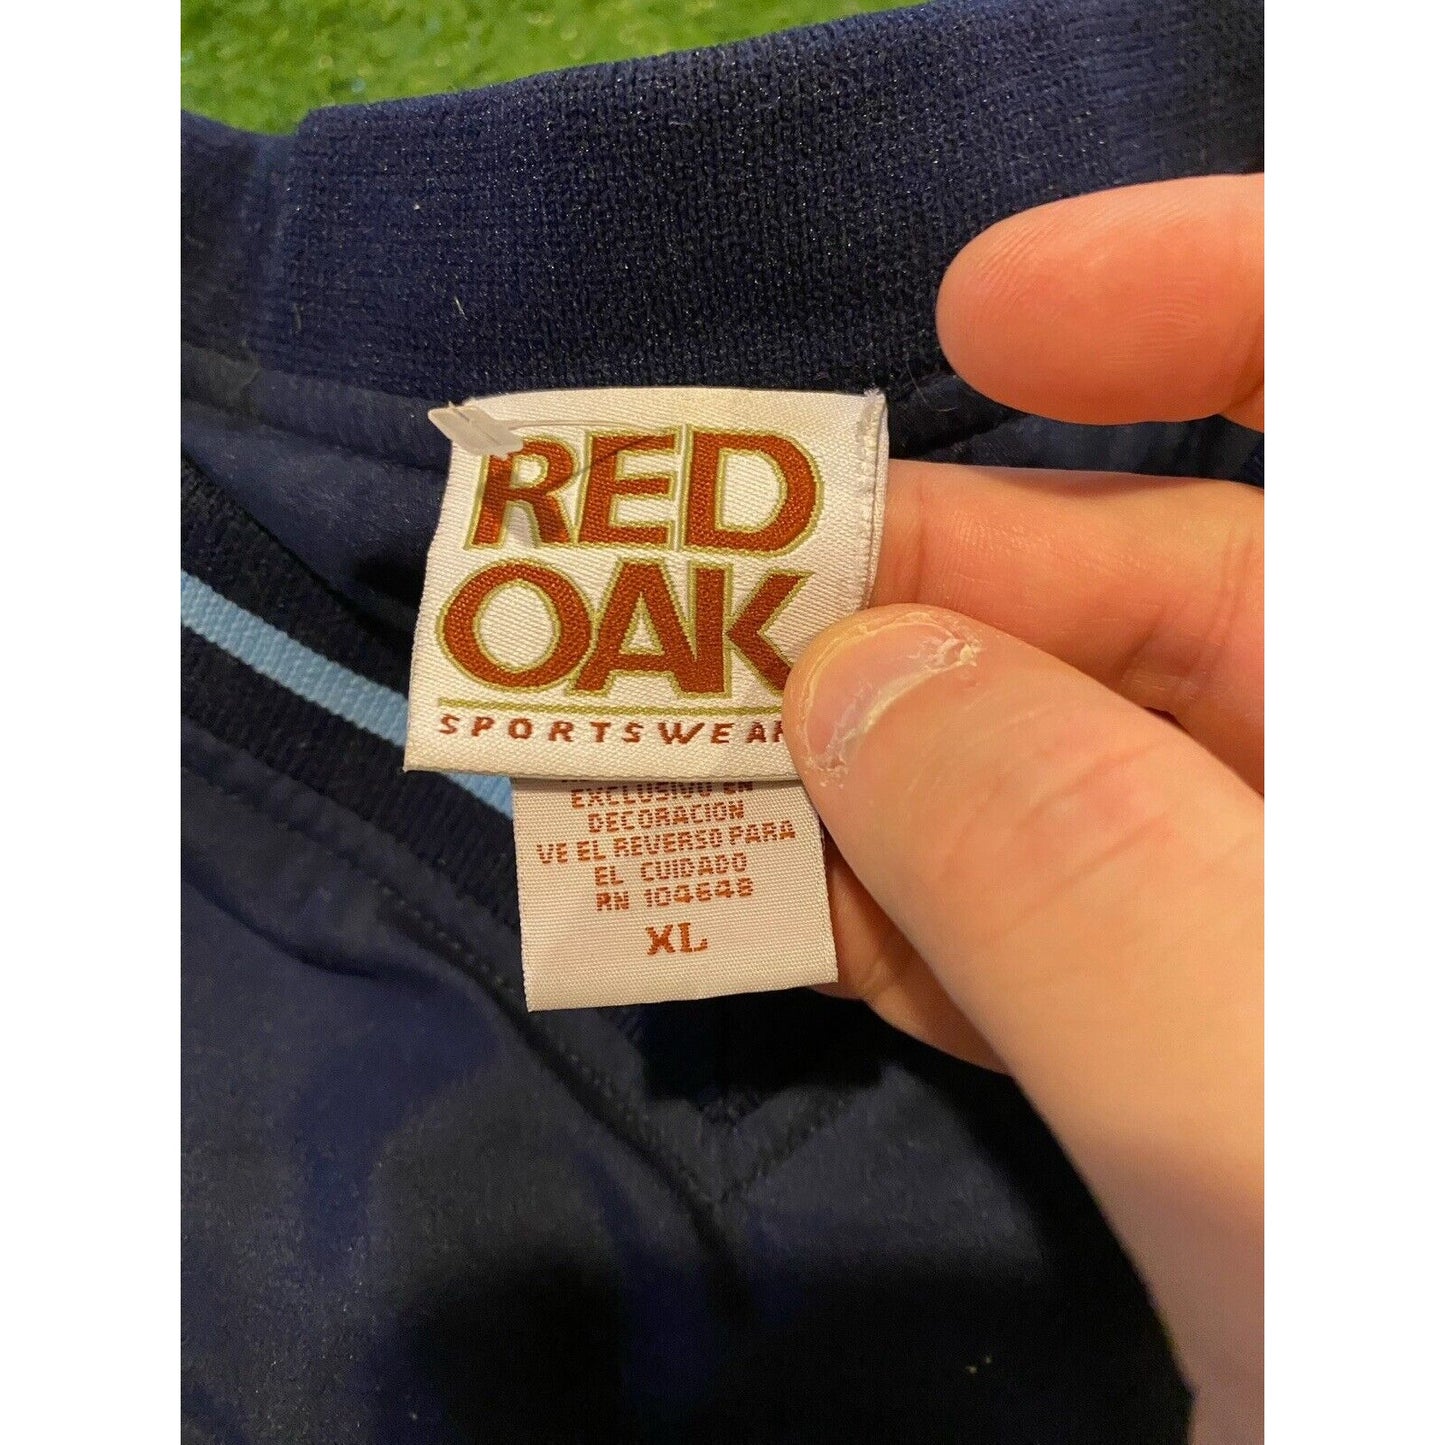 RED
OAK
SPORTSWEAR
EXCLUSIVO EN
DECORACION
VE EL REVERSO PARA
EL CUIDADO
RN 104648
XL